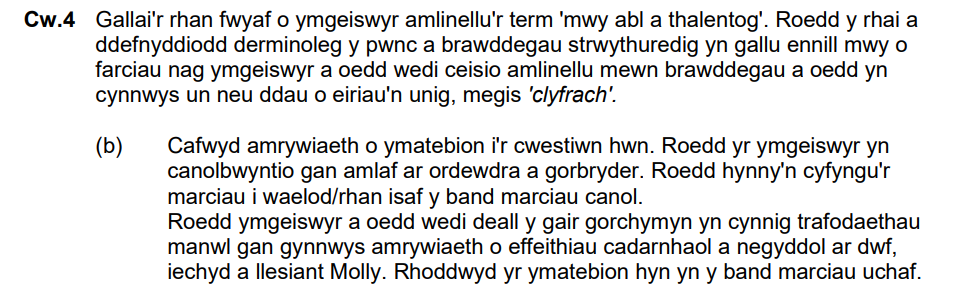 Cw.4 Gallai'r rhan fwyaf o ymgeiswyr amlinellu'r term 'mwy abl a thalentog'. Roedd y rhai a
ddefnyddiodd derminoleg y pwnc a brawddegau strwythuredig yn gallu ennill mwy o
farciau nag ymgeiswyr a oedd wedi ceisio amlinellu mewn brawddegau a oedd yn
cynnwys un neu ddau o eiriau'n unig, megis 'clyfrach'.
(b) Cafwyd amrywiaeth o ymatebion i'r cwestiwn hwn. Roedd yr ymgeiswyr yn
canolbwyntio gan amlaf ar ordewdra a gorbryder. Roedd hynny'n cyfyngu'r
marciau i waelod/rhan isaf y band marciau canol.
Roedd ymgeiswyr a oedd wedi deall y gair gorchymyn yn cynnig trafodaethau
manwl gan gynnwys amrywiaeth o effeithiau cadarnhaol a negyddol ar dwf,
iechyd a llesiant Molly. Rhoddwyd yr ymatebion hyn yn y band marciau uchaf.